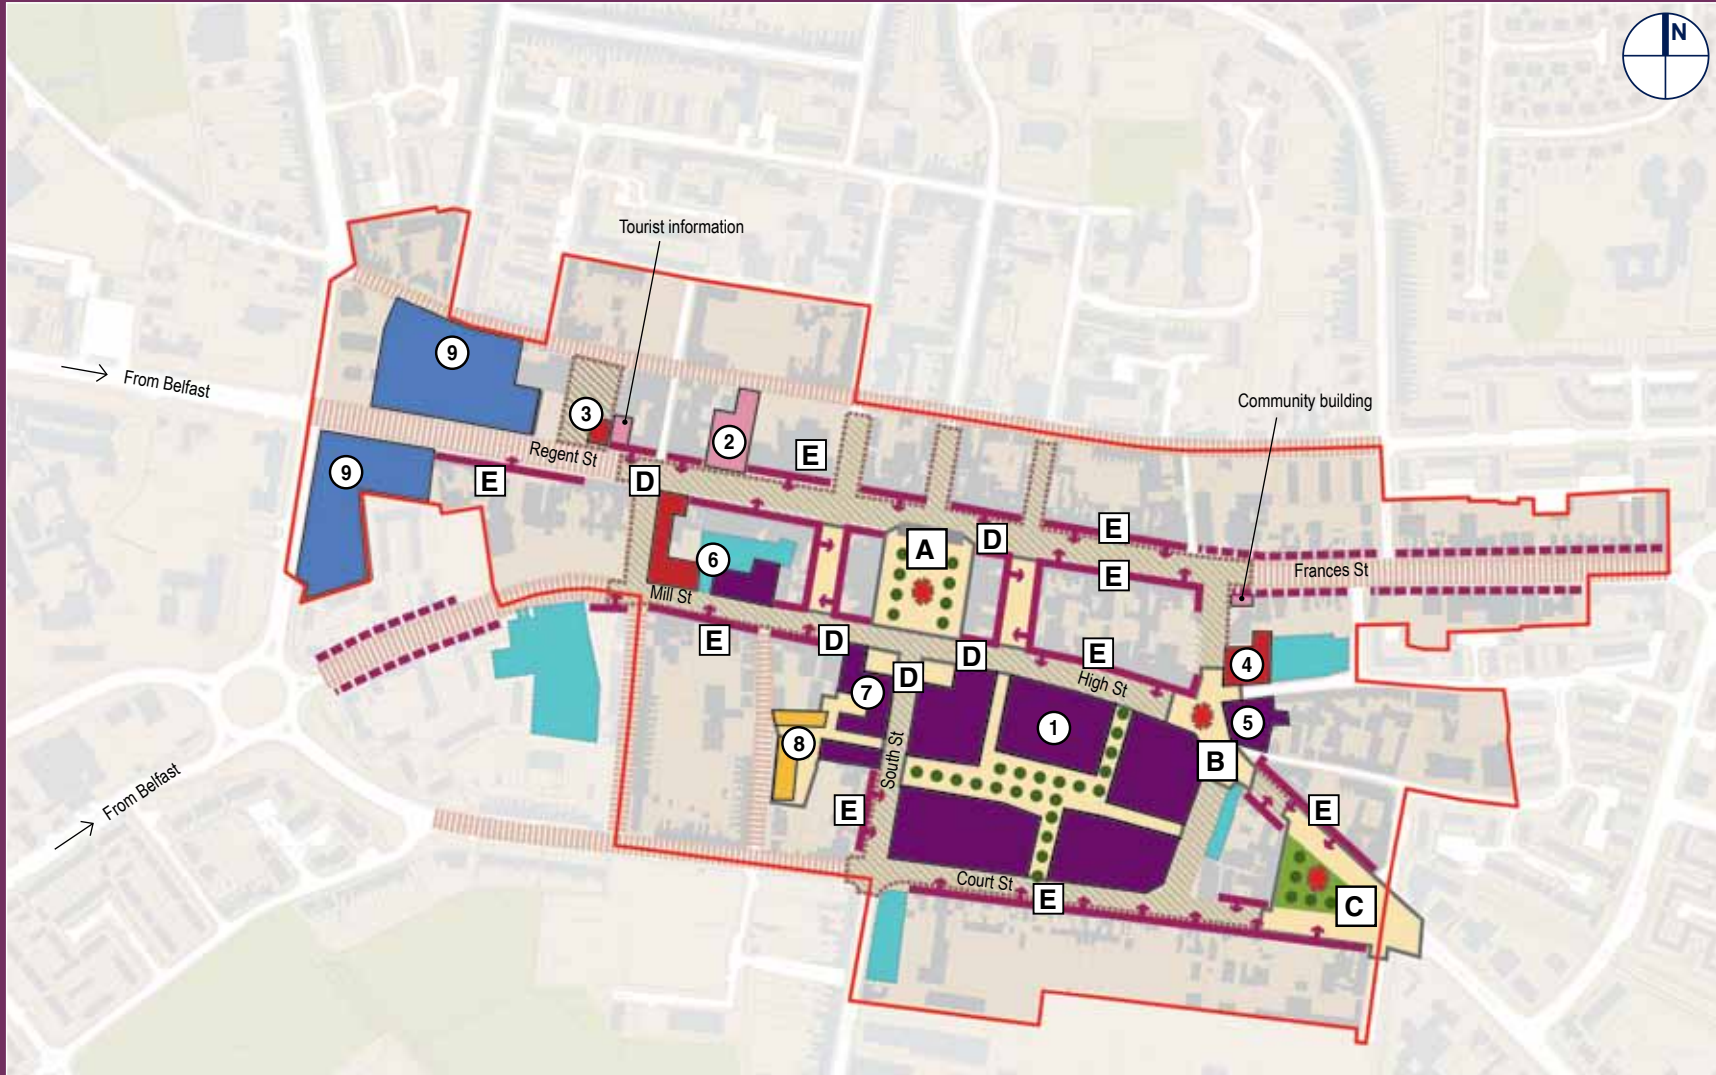 N
Tourist information
9
From Belfast
Community building
3
2
E
Regent St
9
E
D
E
A
D
6
E
Frances St
Mill St
E
D
D
E
4
7
D
High St
5
1
8
B
South St
From Belfast
E
E
Court St
E
C